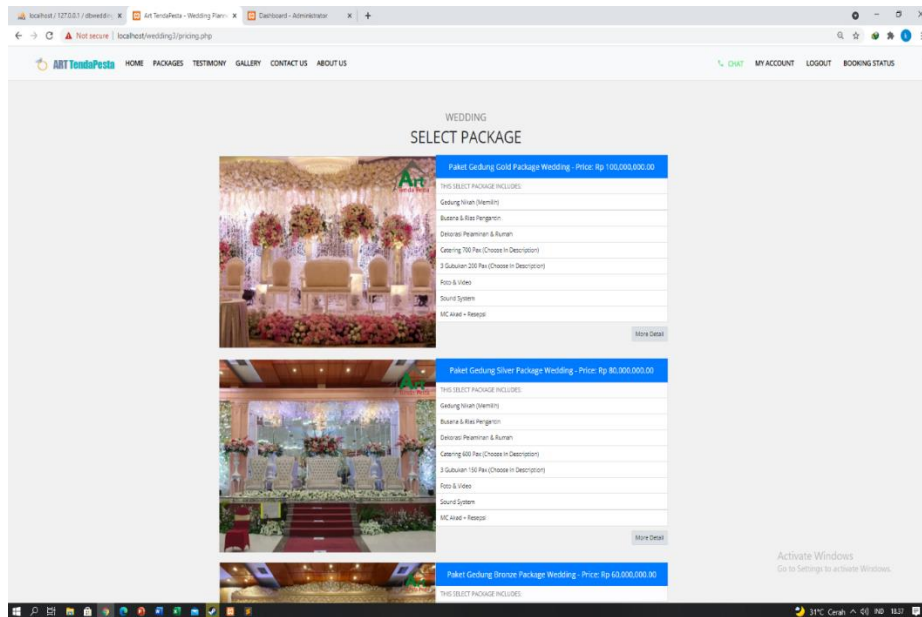 localhost / 127.0.0.1 / dbweddin
Art TendaPesta - Wedding Plann
Dashboard - Administrator
Not secure | localhost/wedding3/pricing.php
ART TendaPesta
HOME PACKAGES TESTIMONY GALLERY CONTACT US ABOUT US
CHAT MY ACCOUNT LOGOUT BOOKING STATUS
WEDDING
SELECT PACKAGE
Art
Tenda Pesta
Paket Gedung Gold Package Wedding - Price: Rp 100,000,000.00
THIS SELECT PACKAGE INCLUDES:
Gedung Nikah (Memilih)
Busana & Rias Pengantin
Dekorasi Pelaminan & Rumah
Catering 700 Pax (Choose In Description)
3 Gubukan 200 Pax (Choose In Description)
Foto & Video
Sound System
MC Akad + Resepsi
More Detail
Art
Tenda Pesta
Paket Gedung Silver Package Wedding - Price: Rp 80,000,000.00
THIS SELECT PACKAGE INCLUDES:
Gedung Nikah (Memilih)
Busana & Rias Pengantin
Dekorasi Pelaminan & Rumah
Catering 600 Pax (Choose In Description)
3 Gubukan 150 Pax (Choose In Description)
Foto & Video
Sound System
MC Akad + Resepsi
More Detail
Paket Gedung Bronze Package Wedding - Price: Rp 60,000,000.00
THIS SELECT PACKAGE INCLUDES:
Activate Windows
Go to Settings to activate Windows.
31°C Cerah IND 18.37